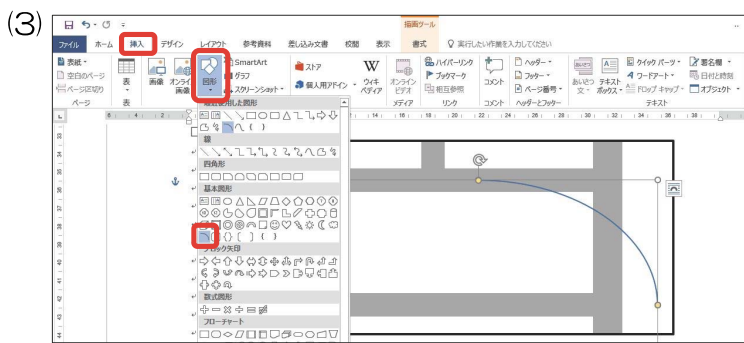 (3)
描画ツール
ファイル ホーム 挿入 デザイン レイアウト 参考資料 差し込み文書 校閲 表示 書式 実行したい作業を入力してください
表紙
空白のページ
ページ区切り
ページ
表
表
画像 オンライン画像
図形
SmartArt
グラフ
スクリーンショット
ストア
個人用アドイン
ウィキペディア
オンラインビデオ
メディア
ハイパーリンク
ブックマーク
相互参照
リンク
コメント
コメント
ヘッダー
フッター
ページ番号
ヘッダーとフッター
あいさつ文
テキストボックス
クイック パーツ
ワードアート
ドロップ キャップ
署名欄
日付と時刻
オブジェクト
テキスト
最近使用した図形
線
四角形
基本図形
ブロック矢印
数式図形
フローチャート